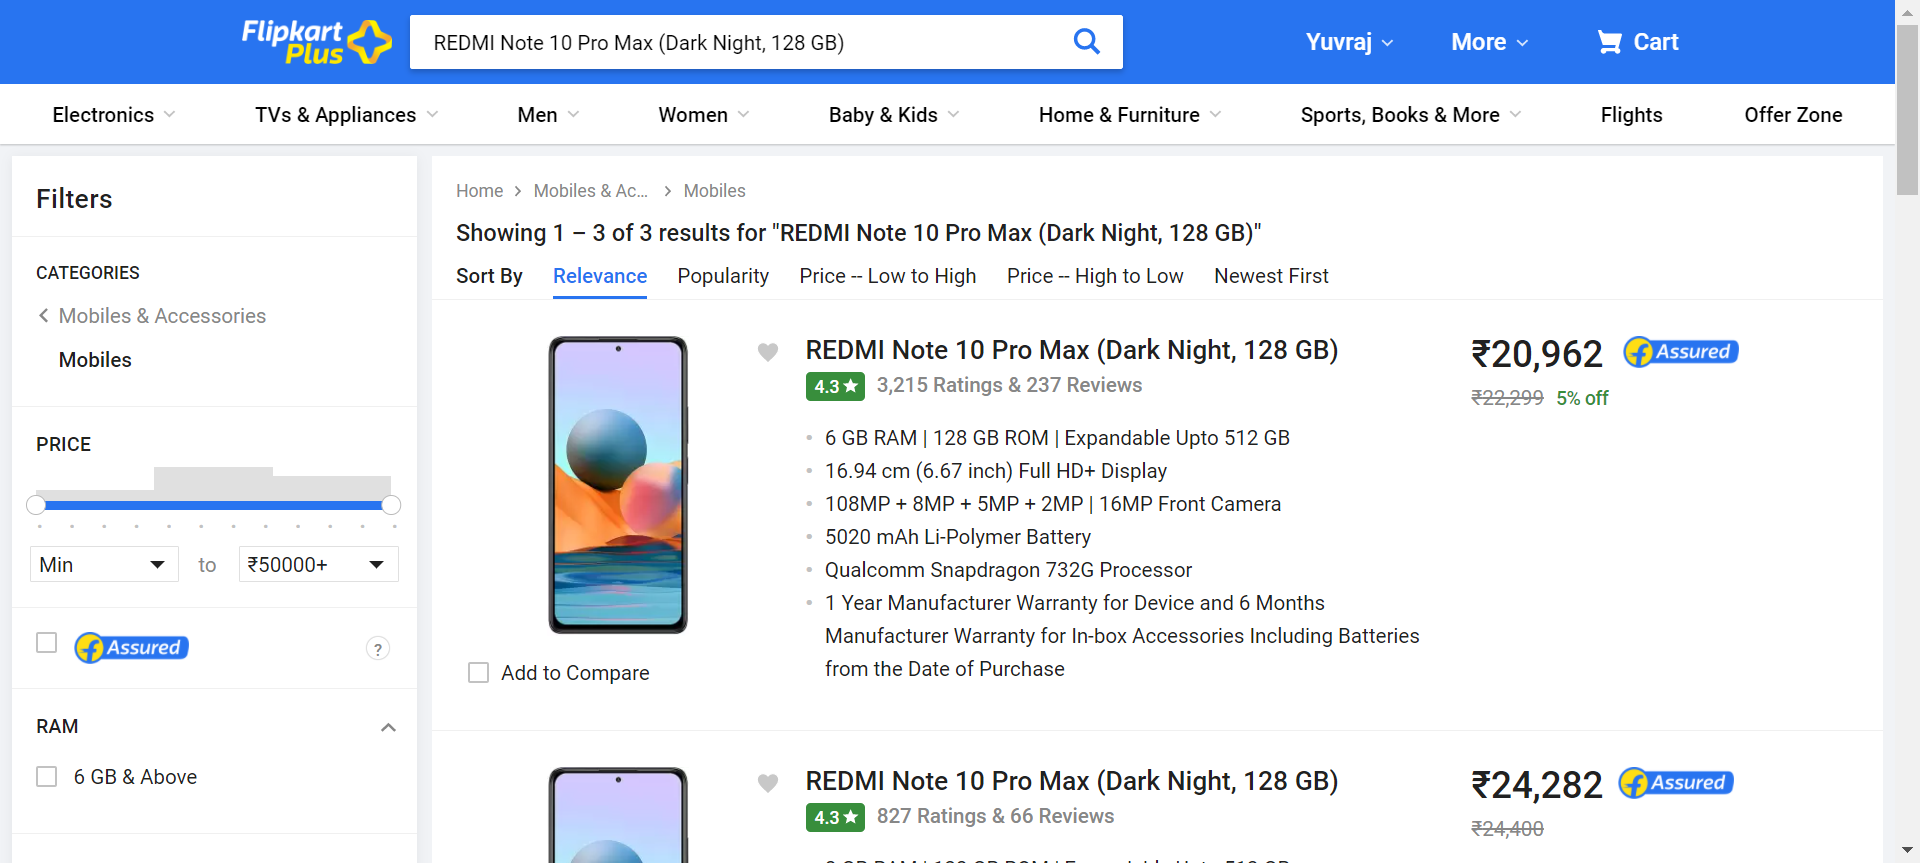 Flipkart
Plus
REDMI Note 10 Pro Max (Dark Night, 128 GB)
Yuvraj
More
Cart
Electronics
TVs & Appliances
Men
Women
Baby & Kids
Home & Furniture
Sports, Books & More
Flights
Offer Zone
Filters
CATEGORIES
Mobiles & Accessories
Mobiles
PRICE
Min
to
₹50000+
Assured
?
RAM
6 GB & Above
Home
Mobiles & Ac...
Mobiles
Showing 1 – 3 of 3 results for "REDMI Note 10 Pro Max (Dark Night, 128 GB)"
Sort By
Relevance
Popularity
Price -- Low to High
Price -- High to Low
Newest First
Add to Compare
REDMI Note 10 Pro Max (Dark Night, 128 GB)
4.3★
3,215 Ratings & 237 Reviews
6 GB RAM | 128 GB ROM | Expandable Upto 512 GB
16.94 cm (6.67 inch) Full HD+ Display
108MP + 8MP + 5MP + 2MP | 16MP Front Camera
5020 mAh Li-Polymer Battery
Qualcomm Snapdragon 732G Processor
1 Year Manufacturer Warranty for Device and 6 Months
Manufacturer Warranty for In-box Accessories Including Batteries
from the Date of Purchase
₹20,962
Assured
₹22,299
5% off
REDMI Note 10 Pro Max (Dark Night, 128 GB)
4.3★
827 Ratings & 66 Reviews
₹24,282
Assured
₹24,400